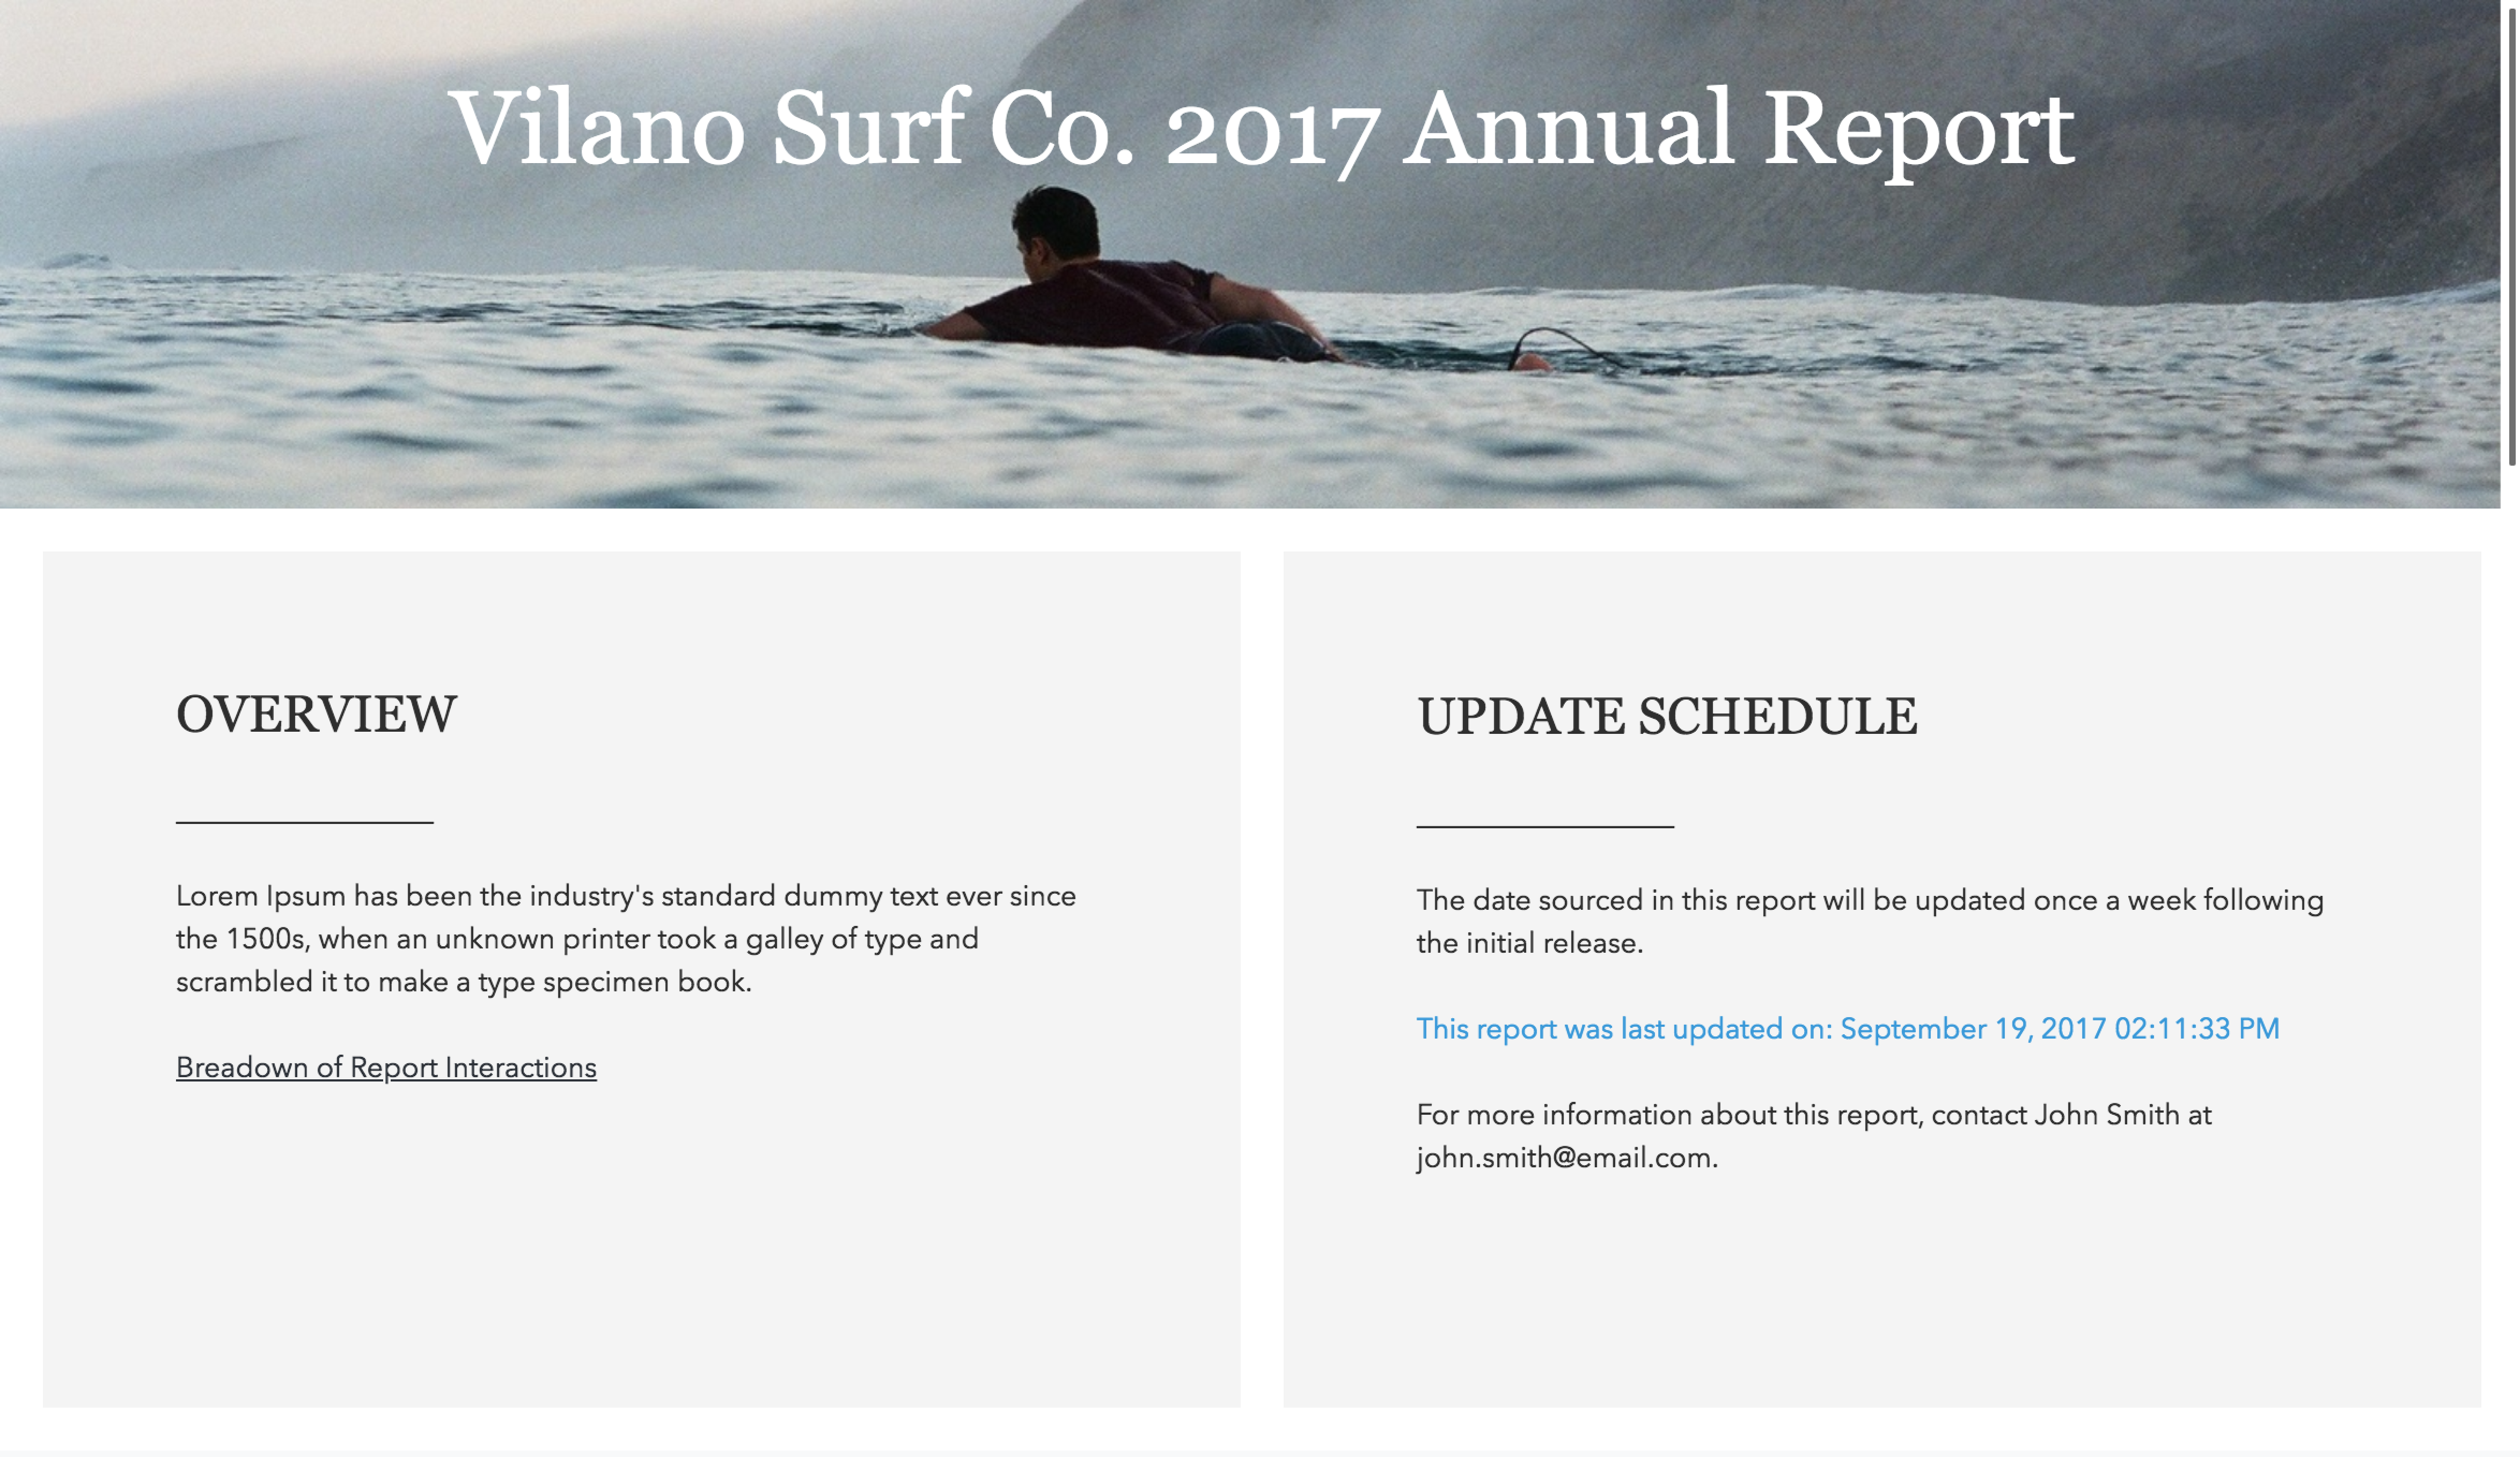 Vilano Surf Co. 2017 Annual Report
OVERVIEW
Lorem Ipsum has been the industry's standard dummy text ever since
the 1500s, when an unknown printer took a galley of type and
scrambled it to make a type specimen book.
Breadown of Report Interactions
UPDATE SCHEDULE
The date sourced in this report will be updated once a week following
the initial release.
This report was last updated on: September 19, 2017 02:11:33 PM
For more information about this report, contact John Smith at
john.smith@email.com.